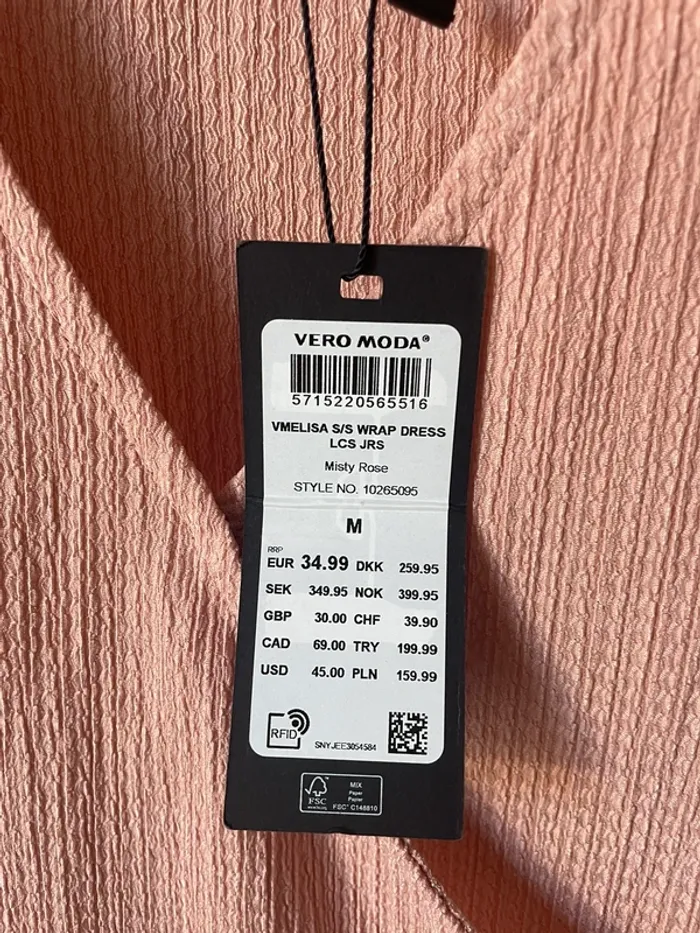 VERO MODA®
5715220565516
VMELISA S/S WRAP DRESS
LCS JRS
Misty Rose
STYLE NO. 10265095
M
RRP
EUR 34.99 DKK 259.95
SEK 349.95 NOK 399.95
GBP 30.00 CHF 39.90
CAD 69.00 TRY 199.99
USD 45.00 PLN 159.99
RFID
SNYJEE3054584
MIX
Paper
Papier
FSC
FSC® C148810